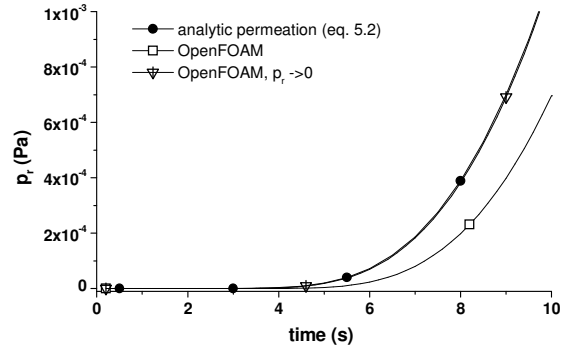 1x10⁻³
8x10⁻⁴
6x10⁻⁴
4x10⁻⁴
2x10⁻⁴
0
pᵣ (Pa)
analytic permeation (eq. 5.2)
OpenFOAM
OpenFOAM, pᵣ ->0
0 2 4 6 8 10
time (s)